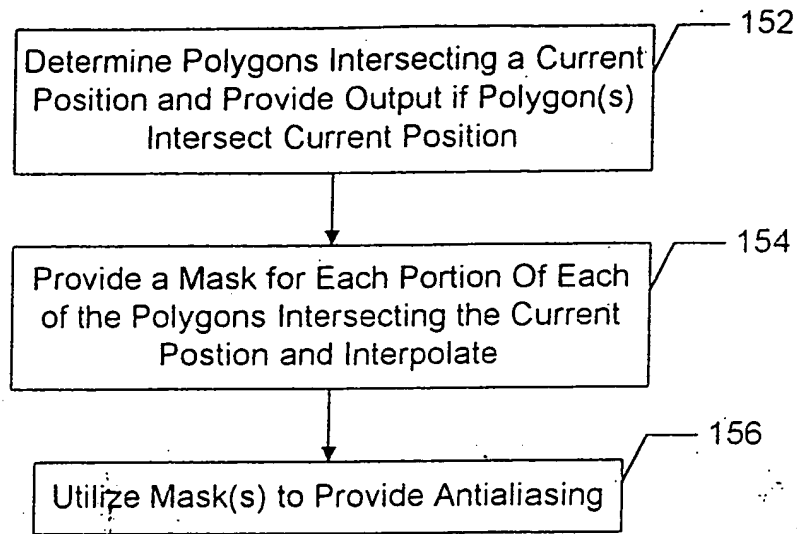 152
Determine Polygons Intersecting a Current
Position and Provide Output if Polygon(s)
Intersect Current Position
154
Provide a Mask for Each Portion Of Each
of the Polygons Intersecting the Current
Postion and Interpolate
156
Utilize Mask(s) to Provide Antialiasing